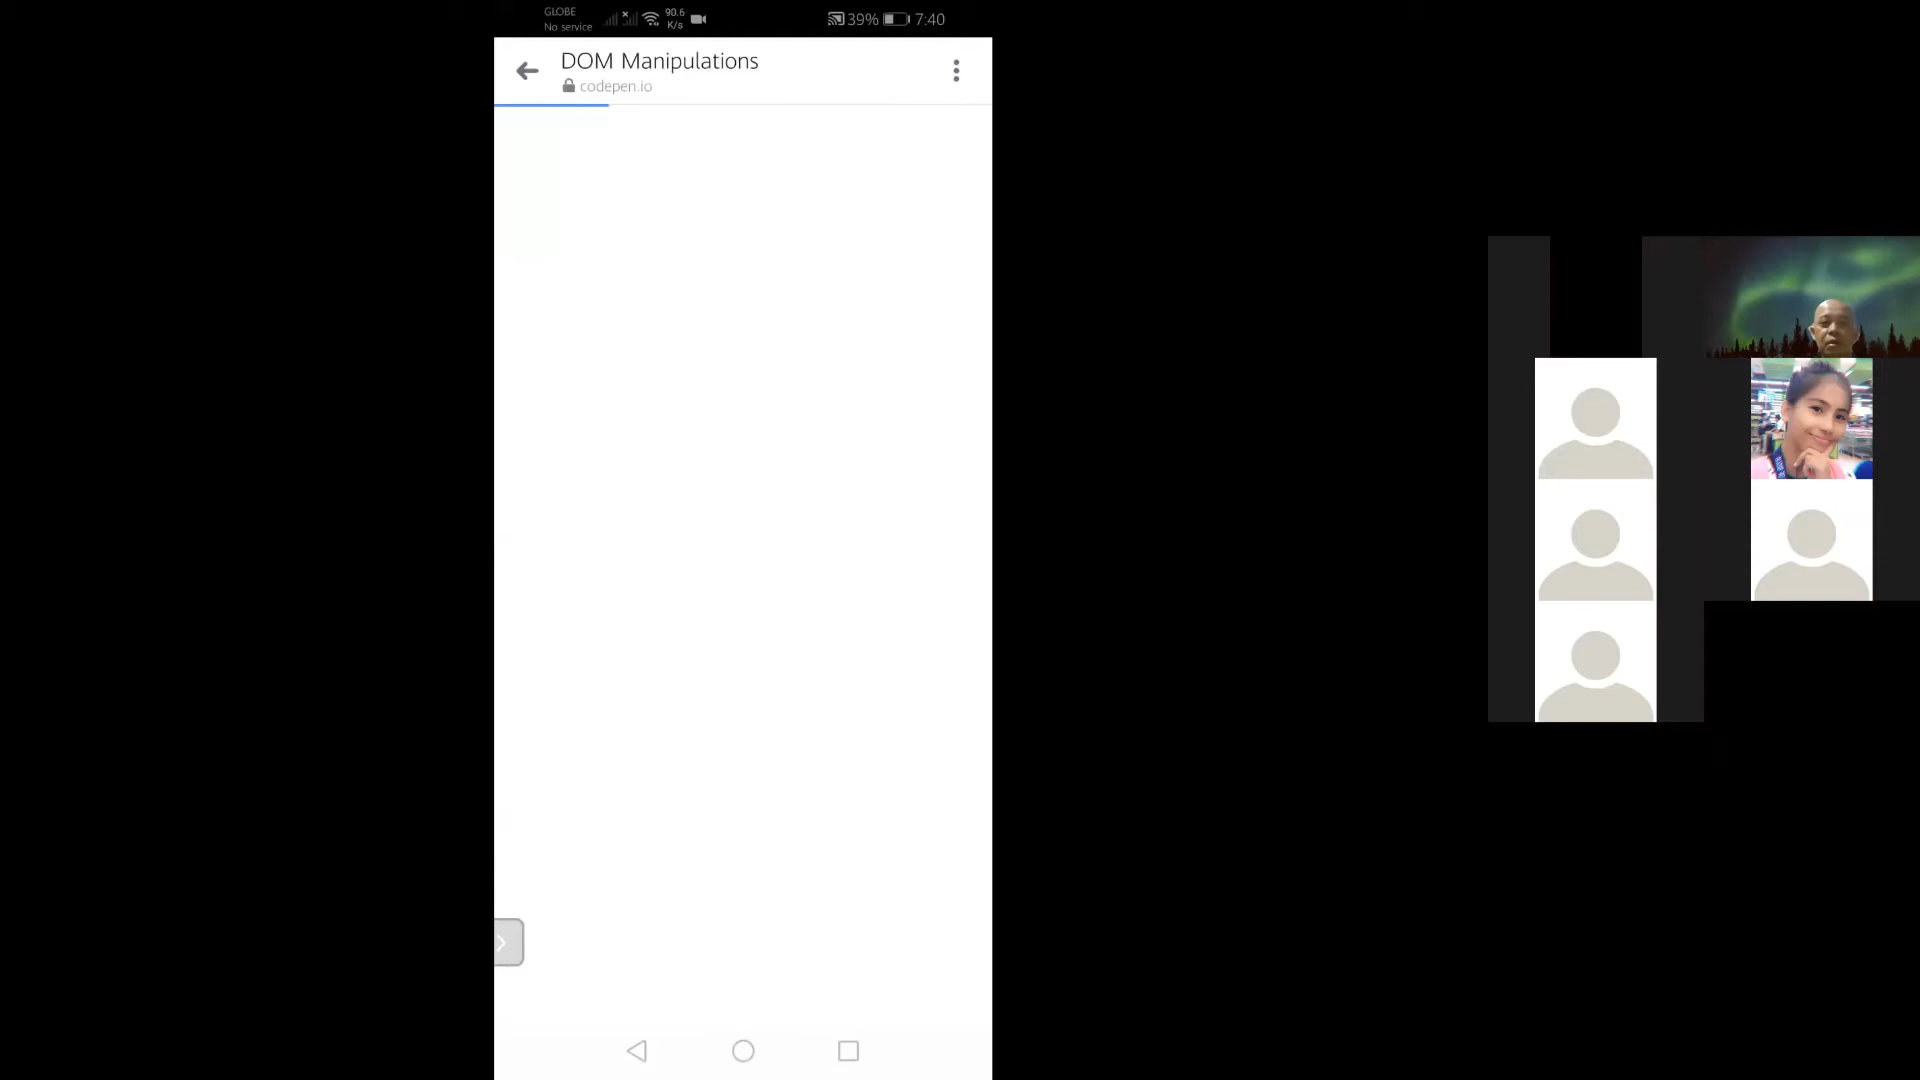 GLOBE
No service
90.6
K/s
39%
7:40
DOM Manipulations
codepen.io